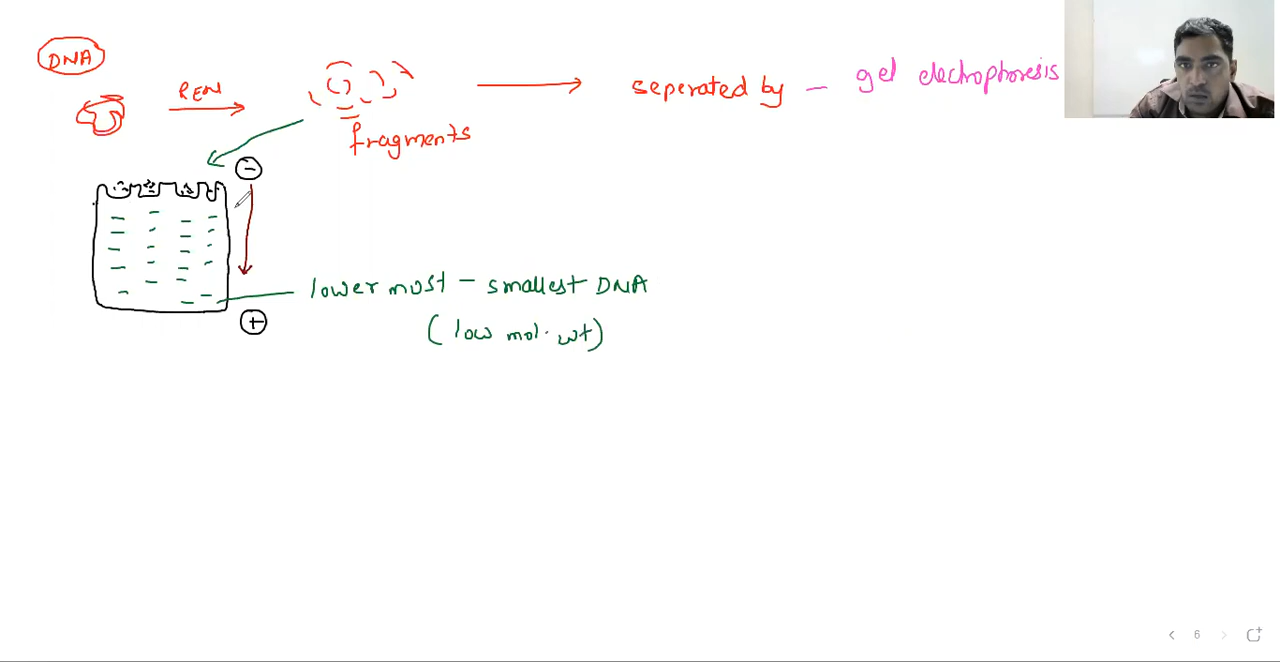 DNA
REN
fragments
seperated by – gel electrophoresis
⊖
lower most – smallest DNA
(low mol. wt)
⊕
6